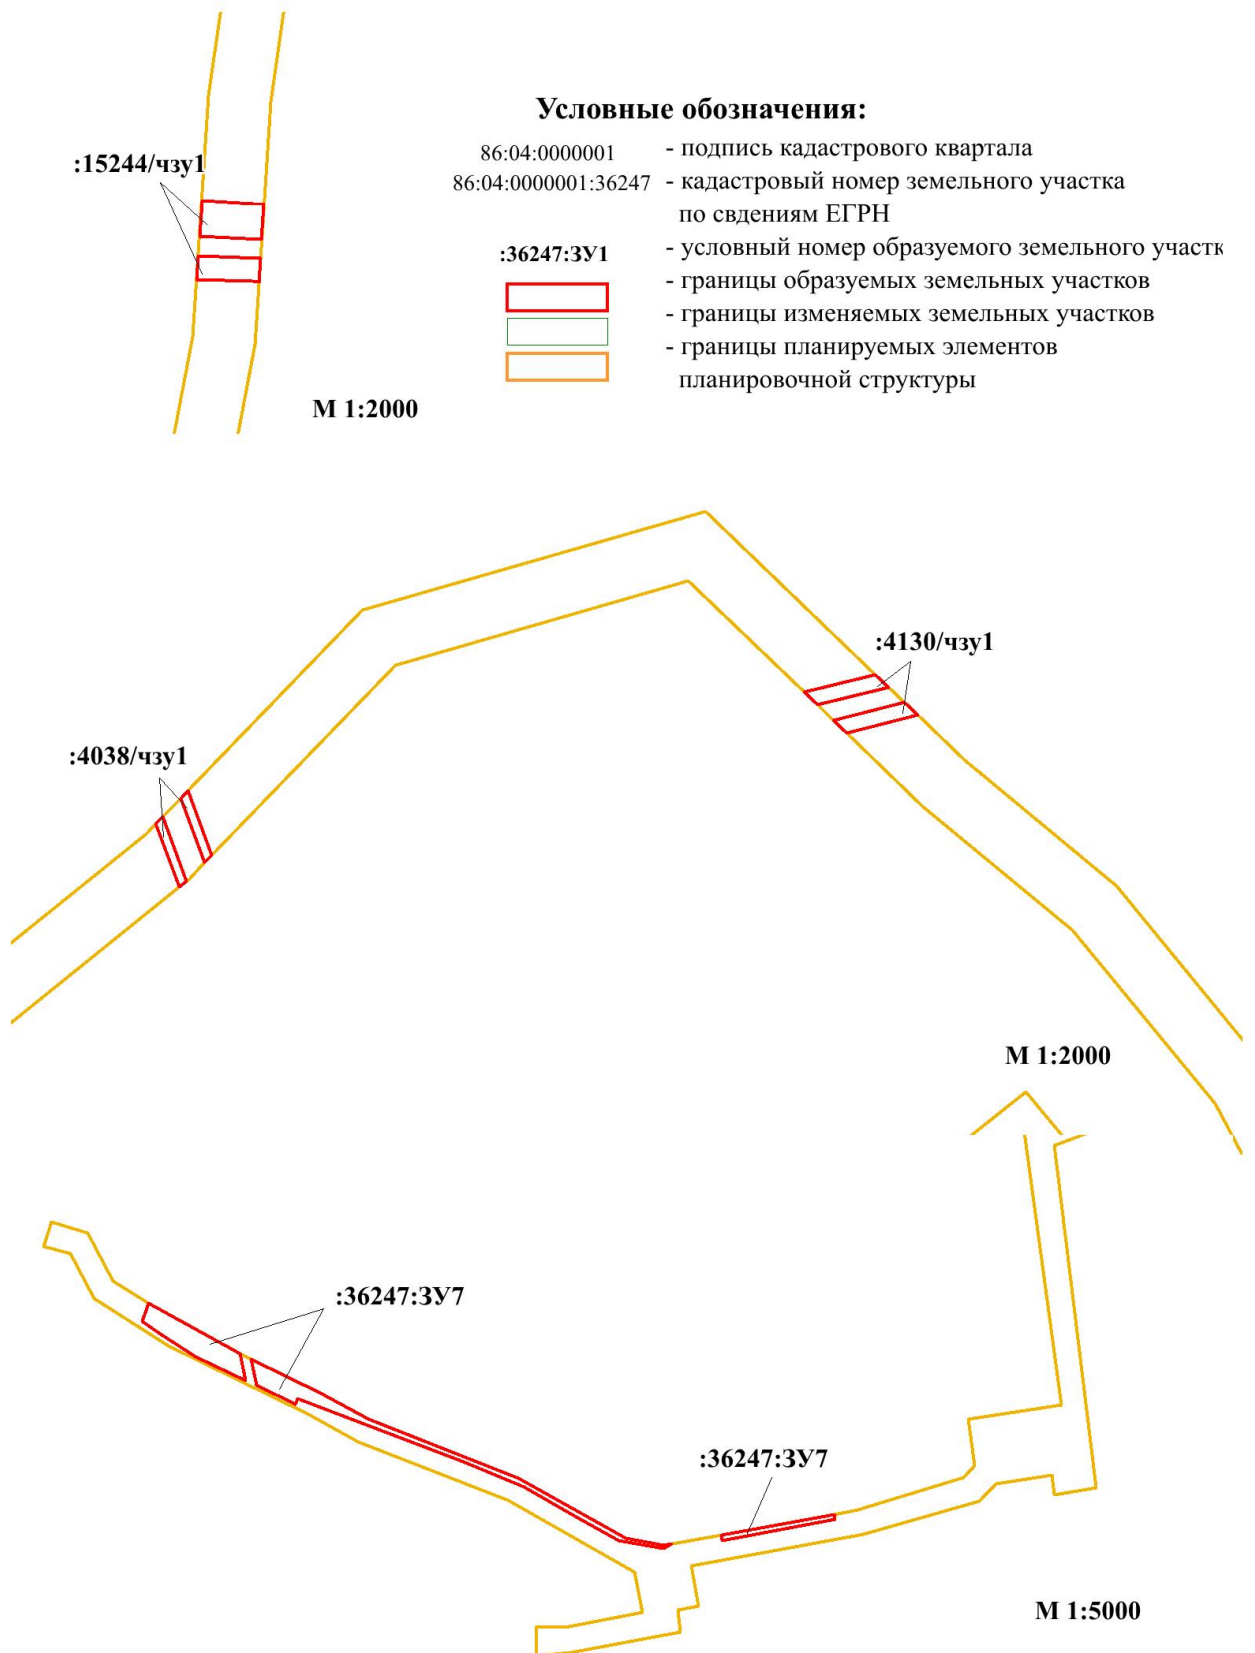 Условные обозначения:
86:04:0000001 - подпись кадастрового квартала
86:04:0000001:36247 - кадастровый номер земельного участка
по свдениям ЕГРН
:36247:ЗУ1 - условный номер образуемого земельного участк
- границы образуемых земельных участков
- границы изменяемых земельных участков
- границы планируемых элементов
планировочной структуры
:15244/чзу1
М 1:2000
:4130/чзу1
:4038/чзу1
М 1:2000
:36247:ЗУ7
:36247:ЗУ7
М 1:5000